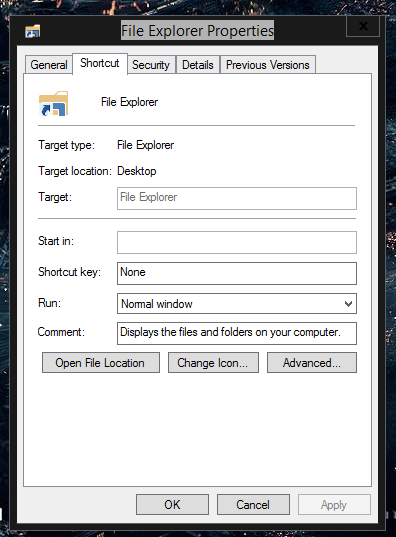 File Explorer Properties
x
General Shortcut Security Details Previous Versions
File Explorer
Target type: File Explorer
Target location: Desktop
Target: File Explorer
Start in:
Shortcut key: None
Run: Normal window
Comment: Displays the files and folders on your computer.
Open File Location Change Icon... Advanced...
OK Cancel Apply